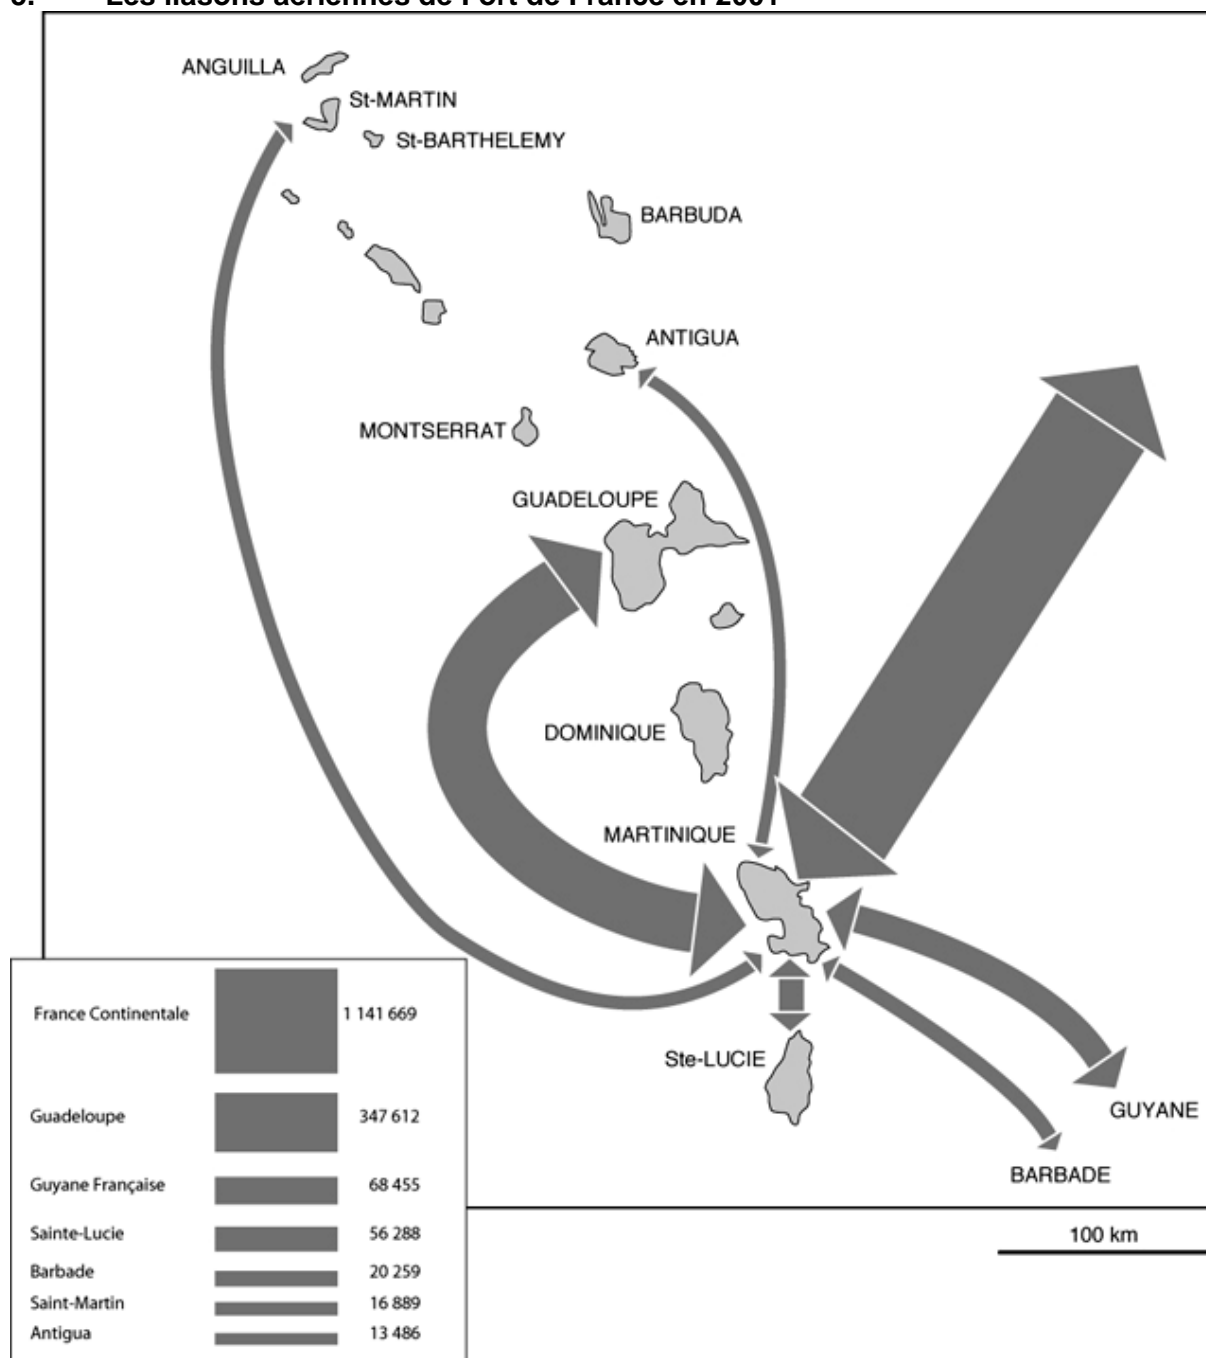 Les liasons aériennes de Fort de France en 2001
ANGUILLA
St-MARTIN
St-BARTHELEMY
BARBUDA
ANTIGUA
MONTSERRAT
GUADELOUPE
DOMINIQUE
MARTINIQUE
Ste-LUCIE
GUYANE
BARBADE
100 km
France Continentale 1 141 669
Guadeloupe 347 612
Guyane Française 68 455
Sainte-Lucie 56 288
Barbade 20 259
Saint-Martin 16 889
Antigua 13 486